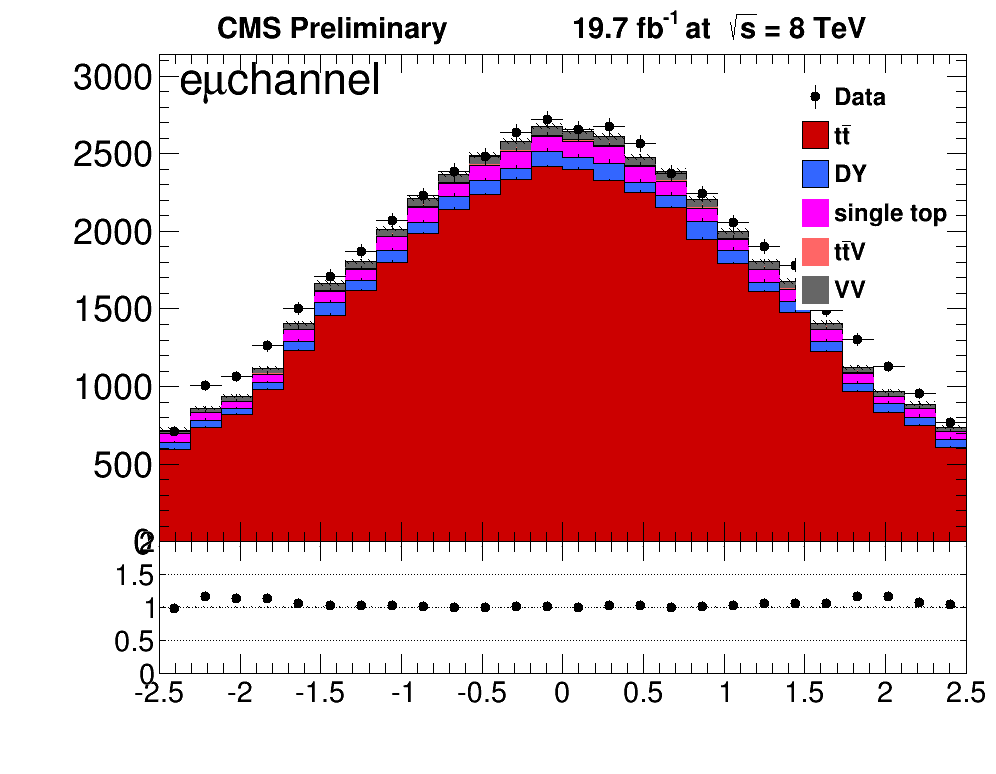 CMS Preliminary 19.7 fb⁻¹ at √s = 8 TeV
eμchannel
Data
tt̄
DY
single top
tt̄V
VV
3000
2500
2000
1500
1000
500
0
2
1.5
1
0.5
0
-2.5 -2 -1.5 -1 -0.5 0 0.5 1 1.5 2 2.5